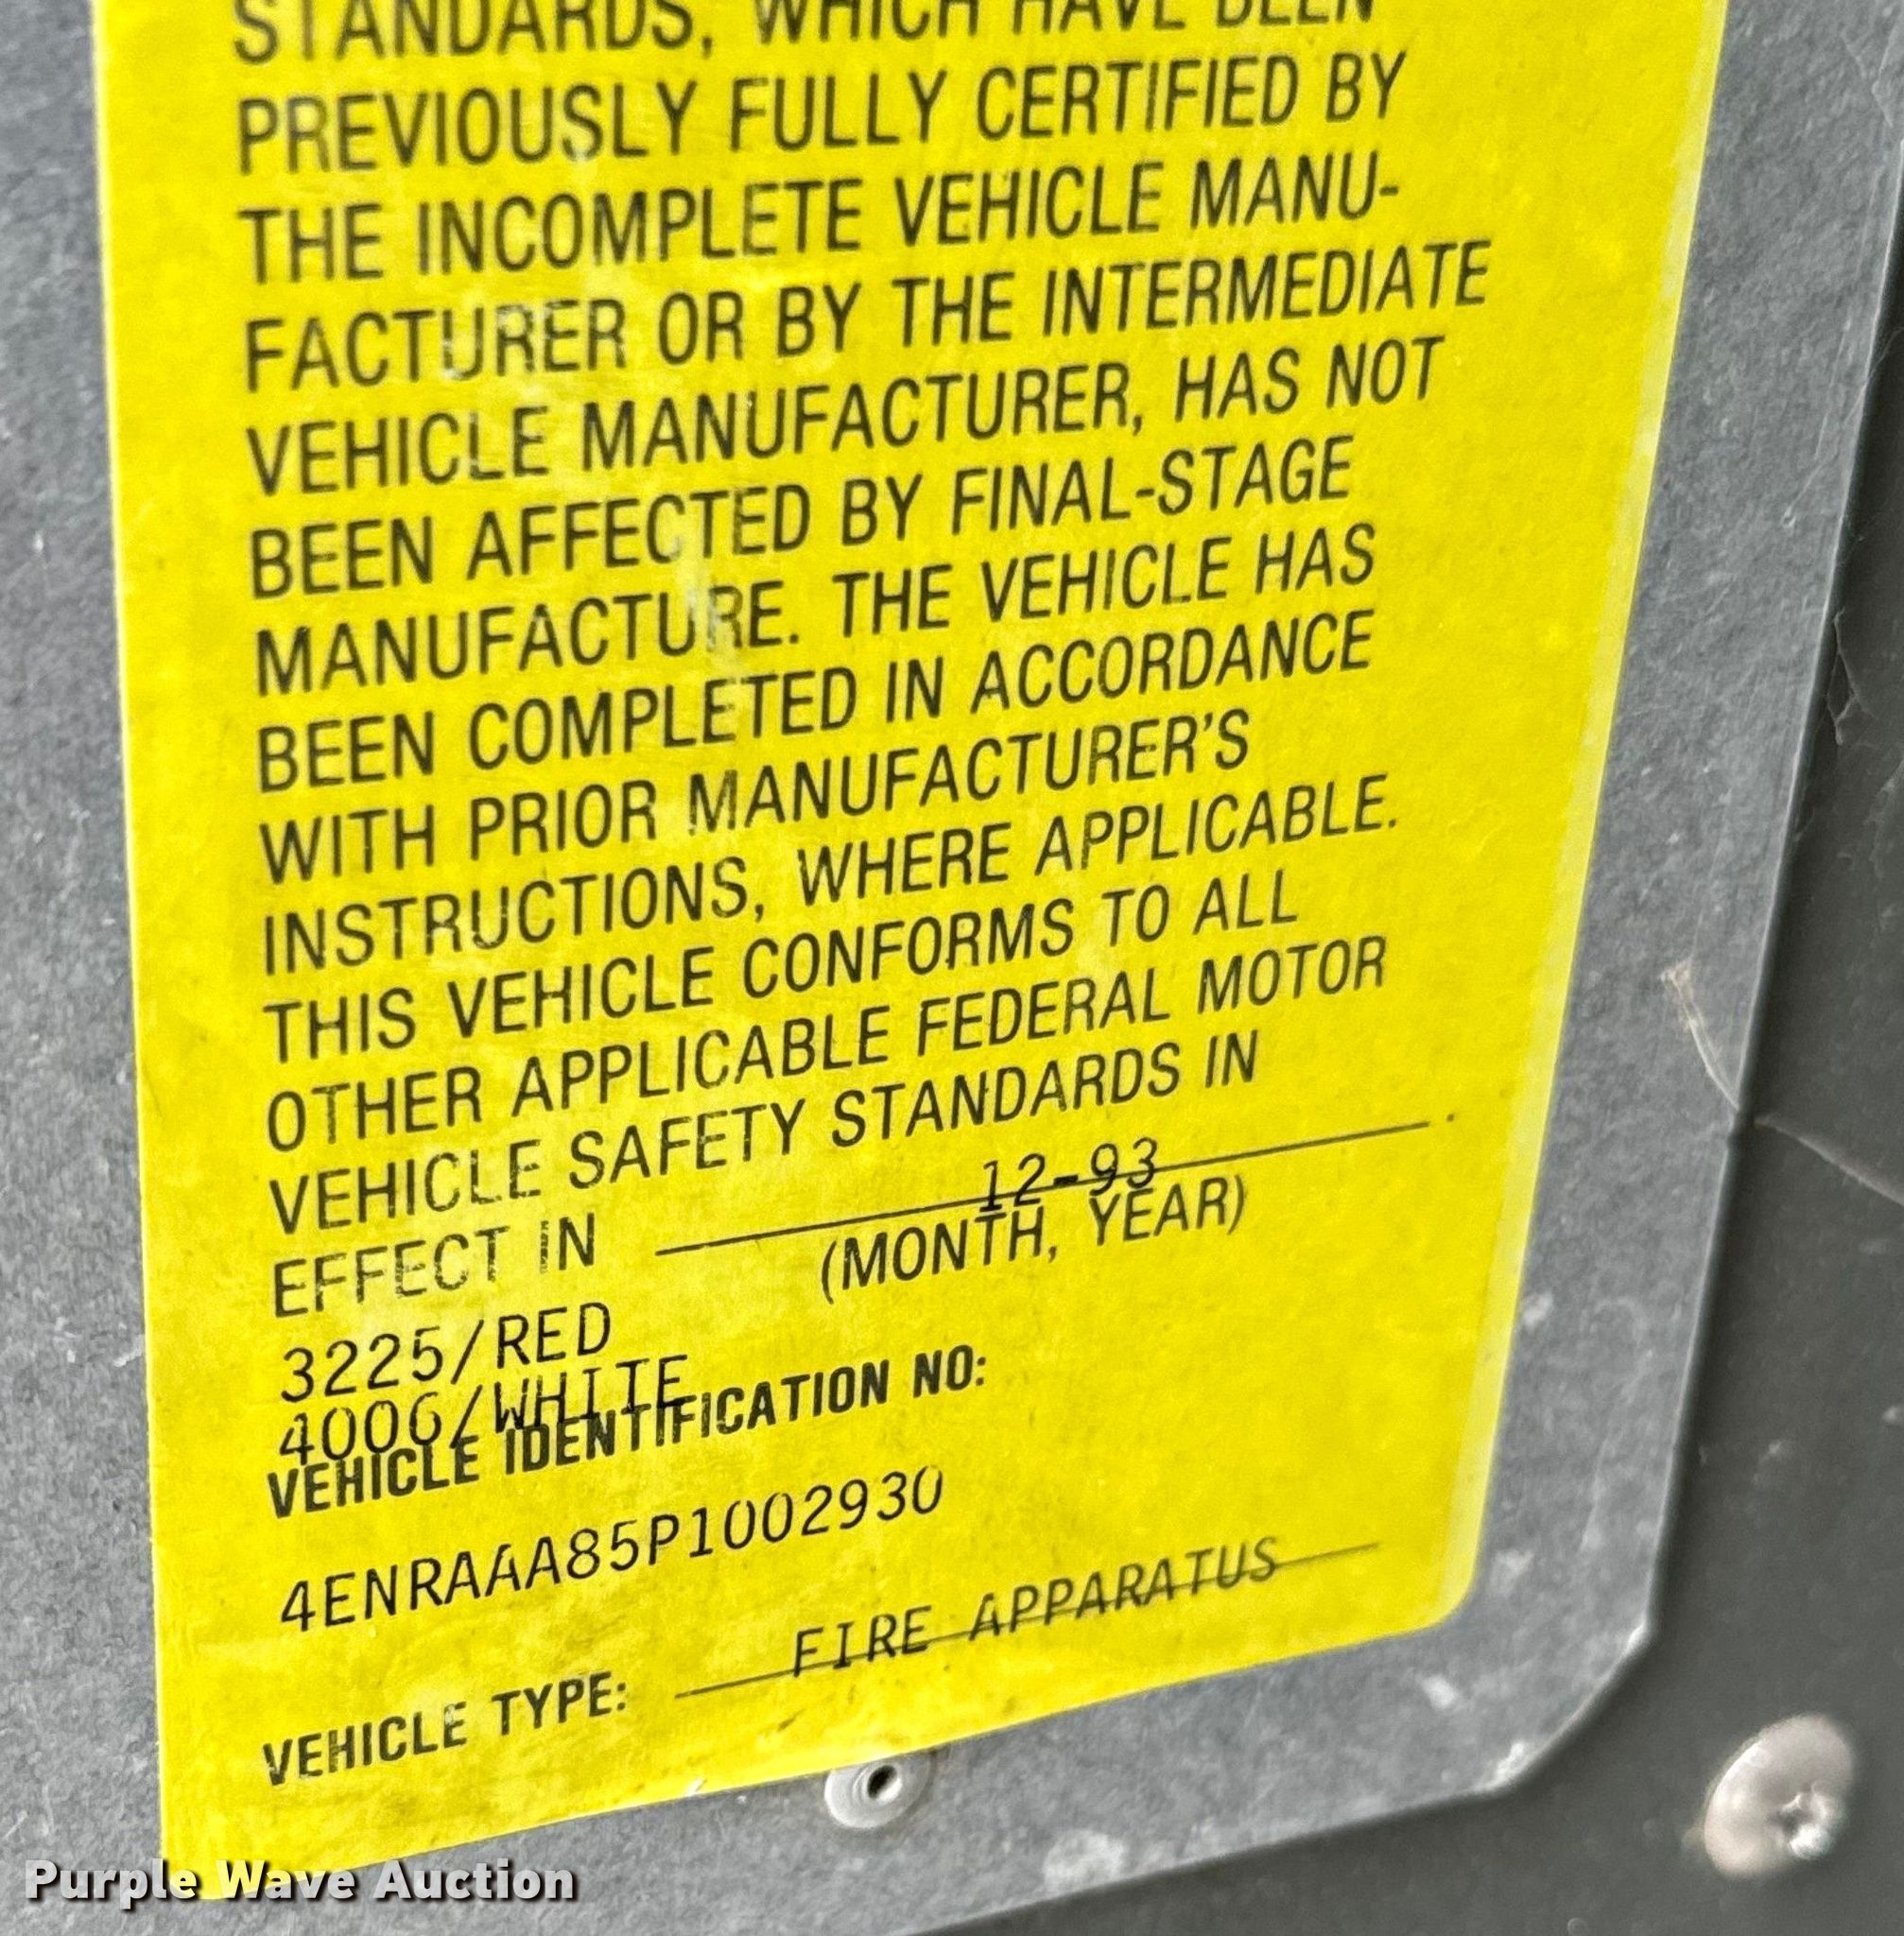 STANDARDS, WHICH HAVE BEEN
PREVIOUSLY FULLY CERTIFIED BY
THE INCOMPLETE VEHICLE MANU-
FACTURER OR BY THE INTERMEDIATE
VEHICLE MANUFACTURER, HAS NOT
BEEN AFFECTED BY FINAL-STAGE
MANUFACTURE. THE VEHICLE HAS
BEEN COMPLETED IN ACCORDANCE
WITH PRIOR MANUFACTURER'S
INSTRUCTIONS, WHERE APPLICABLE.
THIS VEHICLE CONFORMS TO ALL
OTHER APPLICABLE FEDERAL MOTOR
VEHICLE SAFETY STANDARDS IN
EFFECT IN 12-93.
(MONTH, YEAR)
3225/RED
4006/WHITE
VEHICLE IDENTIFICATION NO:
4ENRAAA85P1002930
VEHICLE TYPE: FIRE APPARATUS
Purple Wave Auction